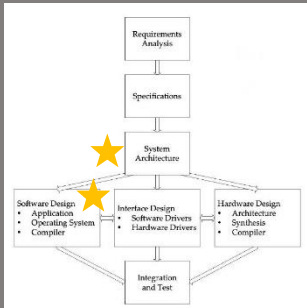 Requirements
Analysis
Specifications
System
Architecture
Software Design
• Application
• Operating System
• Compiler
Interface Design
• Software Drivers
• Hardware Drivers
Hardware Design
• Architecture
• Synthesis
• Compiler
Integration
and Test